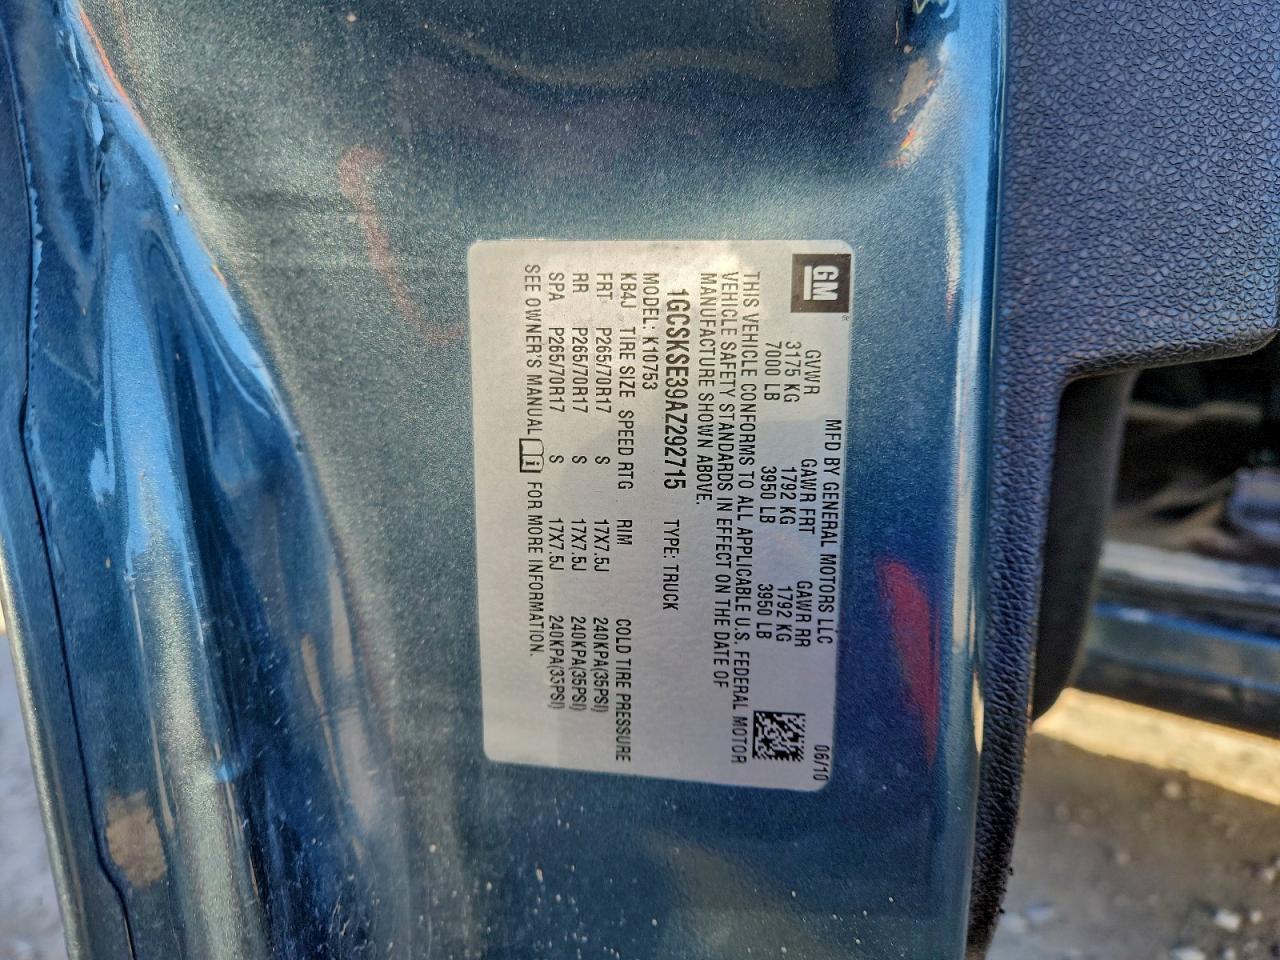 GM
MFD BY GENERAL MOTORS LLC 06/10
GVWR GAWR FRT GAWR RR
3175 KG 1792 KG 1792 KG
7000 LB 3950 LB 3950 LB
THIS VEHICLE CONFORMS TO ALL APPLICABLE U.S. FEDERAL MOTOR
VEHICLE SAFETY STANDARDS IN EFFECT ON THE DATE OF
MANUFACTURE SHOWN ABOVE.
1GCSKSE39AZ292715 TYPE: TRUCK
MODEL: K10753
KB4J TIRE SIZE SPEED RTG RIM COLD TIRE PRESSURE
FRT P265/70R17 S 17X7.5J 240KPA(35PSI)
RR P265/70R17 S 17X7.5J 240KPA(35PSI)
SPA P265/70R17 S 17X7.5J 240KPA(35PSI)
SEE OWNER'S MANUAL i FOR MORE INFORMATION.